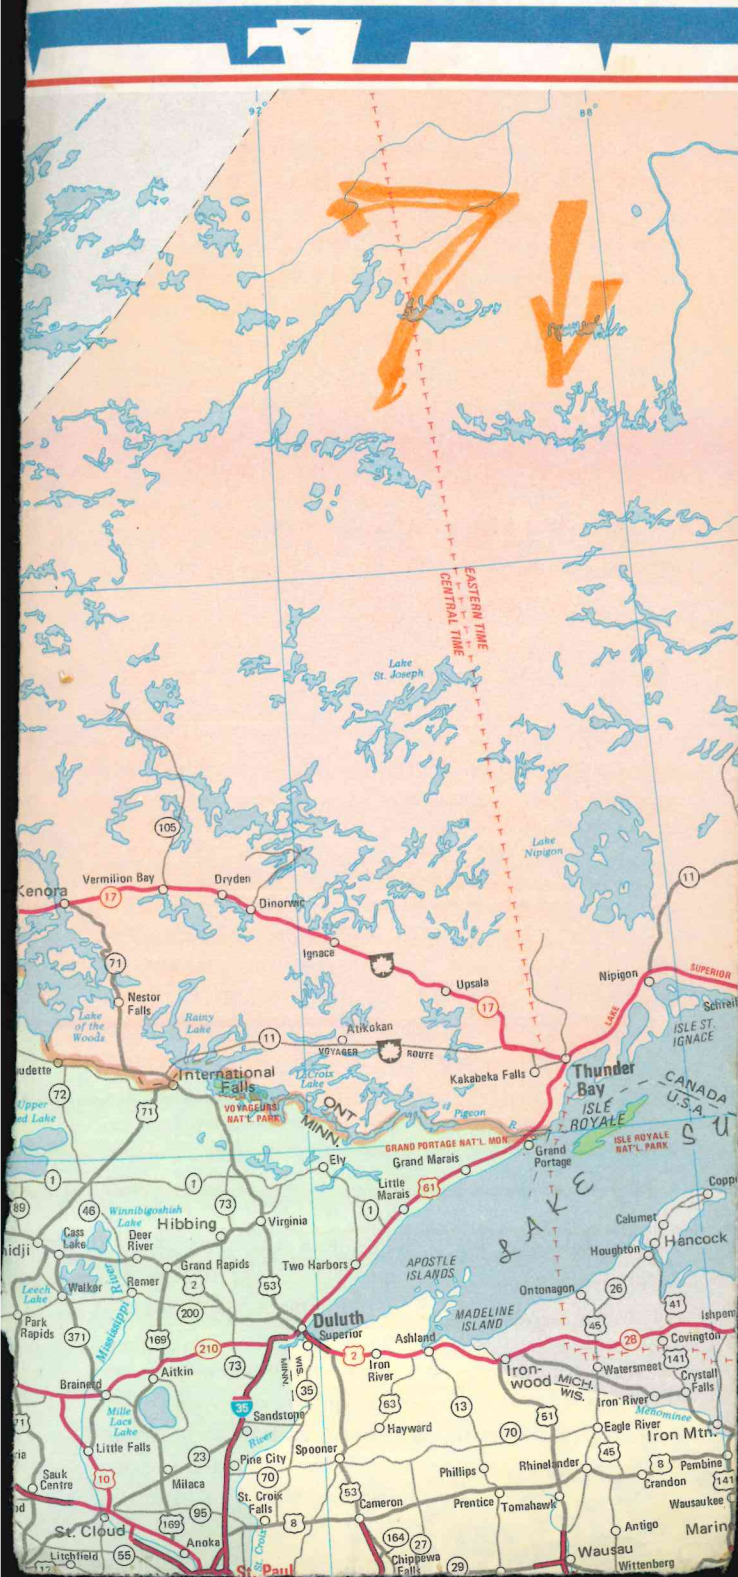 92°
88°
7↓
EASTERN TIME
CENTRAL TIME
Lake
St. Joseph
Lake
Nipigon
105
11
Kenora
Vermilion Bay
17
Dryden
Dinorwic
Ignace
71
Upsala
17
Nipigon
SUPERIOR
LAKE
Nestor
Falls
Lake
of the
Woods
Rainy
Lake
11
Atikokan
VOYAGER ROUTE
ISLE ST.
IGNACE
Kakabeka Falls
Thunder
Bay
International
Falls
LaCroix
Lake
72
71
VOYAGEURS
NAT'L. PARK
ONT
MINN.
Pigeon
R
CANADA
U.S.A
ISLE
ROYALE
ISLE ROYALE
NAT'L. PARK
S U
Upper
GRAND PORTAGE NAT'L. MON.
Grand
Portage
Grand Marais
Ely
Little
Marais
61
1
1
1
89
46
Winnibigoshish
Lake
73
Hibbing
Virginia
LAKE
Calumet
Hancock
Houghton
Cass
Lake
Deer
River
Grand Rapids
Two Harbors
APOSTLE
ISLANDS
Leech
Lake
Walker
Remer
2
53
Ontonagon
26
41
Park
Rapids
371
Mississippi River
200
169
MADELINE
ISLAND
45
28
Duluth
Superior
210
Ashland
Covington
73
2
Iron
River
Iron-
wood
Watersmeet
141
Crystal
Falls
Aitkin
MINN.
WIS.
35
MICH.
WIS.
Brainerd
Mille
Lacs
Lake
35
Sandstone
63
13
51
Iron River
Menominee
Hayward
70
Eagle River
Iron Mtn.
Little Falls
River
Pine City
Spooner
45
8
Pembine
23
70
Phillips
Rhinelander
Crandon
Sauk
Centre
10
Milaca
53
141
St. Croix
Falls
Cameron
Prentice
Tomahawk
Wausaukee
95
169
8
St. Cloud
164
27
Antigo
Anoka
St. Croix
Chippewa
Falls
Wausau
Litchfield
55
St. Paul
29
Wittenberg
12